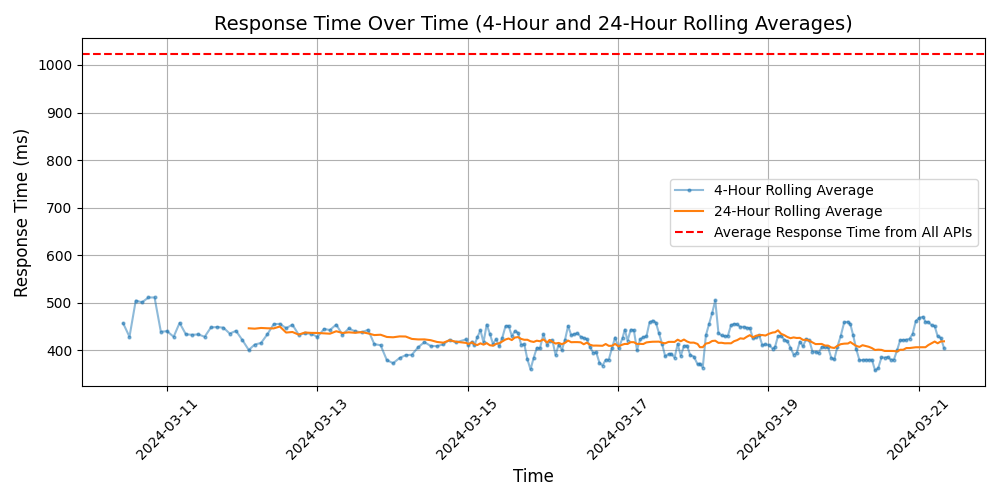 Response Time Over Time (4-Hour and 24-Hour Rolling Averages)
Response Time (ms)
1000
900
800
700
600
500
400
4-Hour Rolling Average
24-Hour Rolling Average
Average Response Time from All APIs
2024-03-11
2024-03-13
2024-03-15
2024-03-17
2024-03-19
2024-03-21
Time